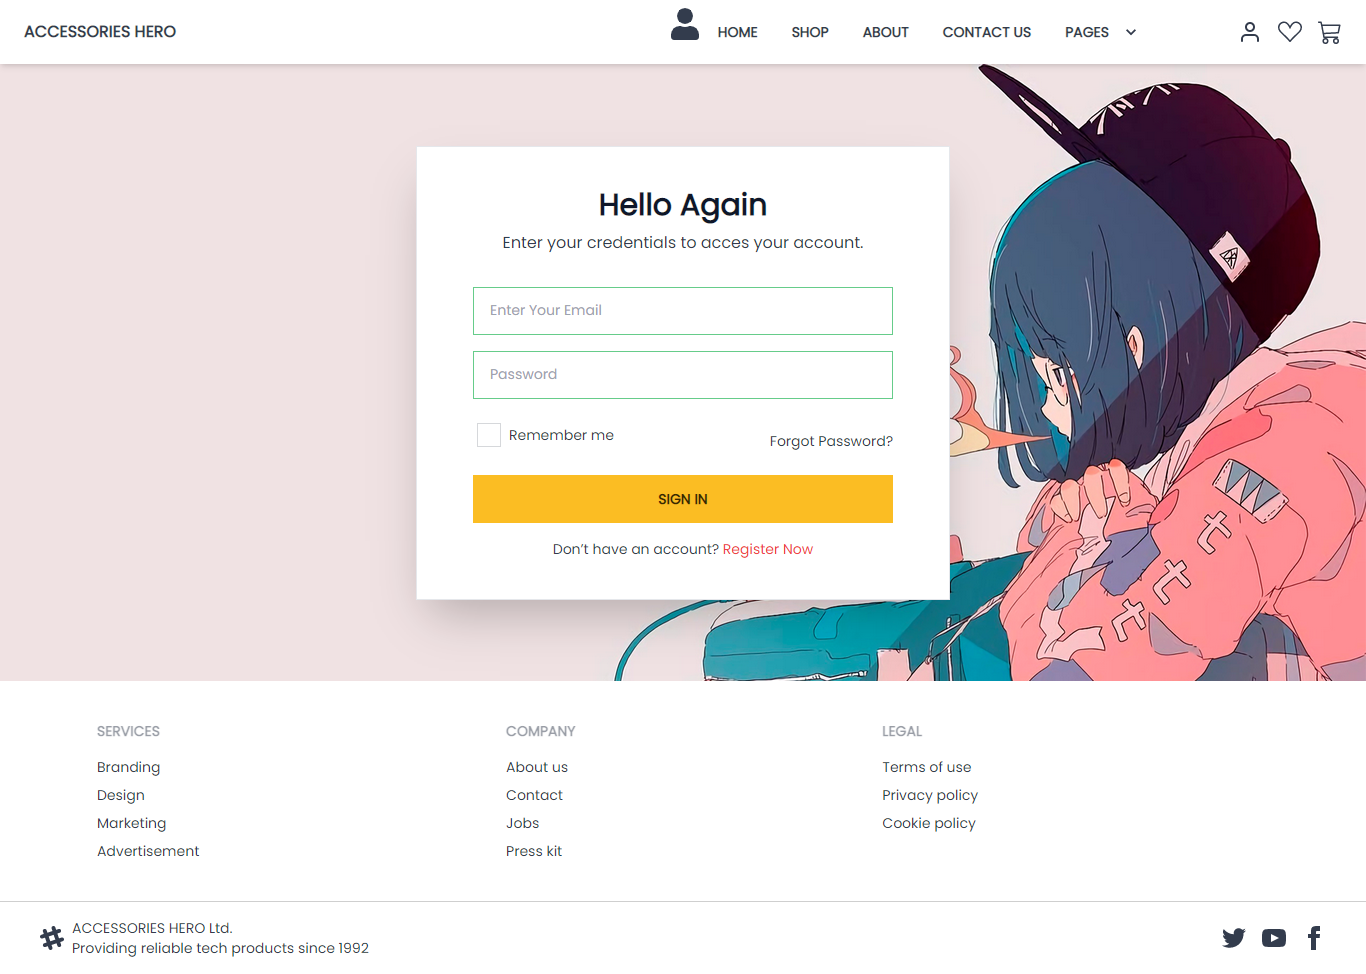 ACCESSORIES HERO
HOME SHOP ABOUT CONTACT US PAGES
Hello Again
Enter your credentials to acces your account.
Enter Your Email
Password
Remember me
Forgot Password?
SIGN IN
Don't have an account? Register Now
SERVICES
Branding
Design
Marketing
Advertisement
COMPANY
About us
Contact
Jobs
Press kit
LEGAL
Terms of use
Privacy policy
Cookie policy
ACCESSORIES HERO Ltd.
Providing reliable tech products since 1992